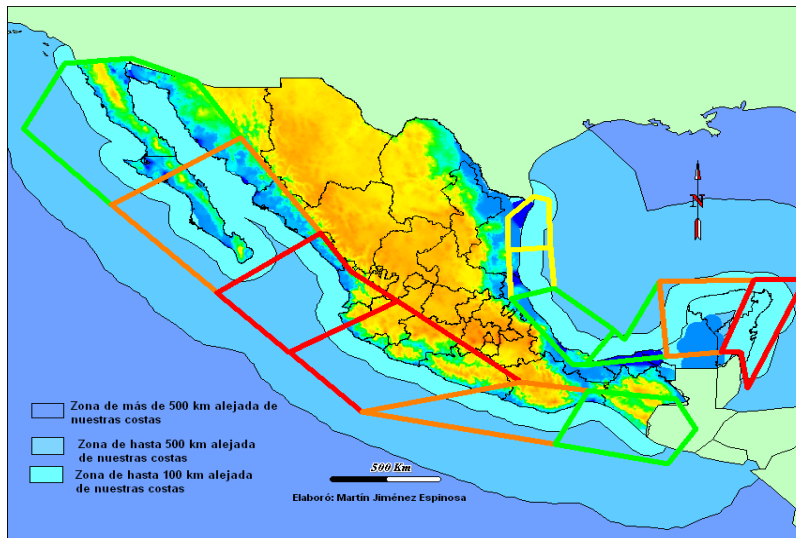 N
Zona de más de 500 km alejada de
nuestras costas
Zona de hasta 500 km alejada
de nuestras costas
Zona de hasta 100 km alejada
de nuestras costas
500 Km
Elaboró: Martín Jiménez Espinosa